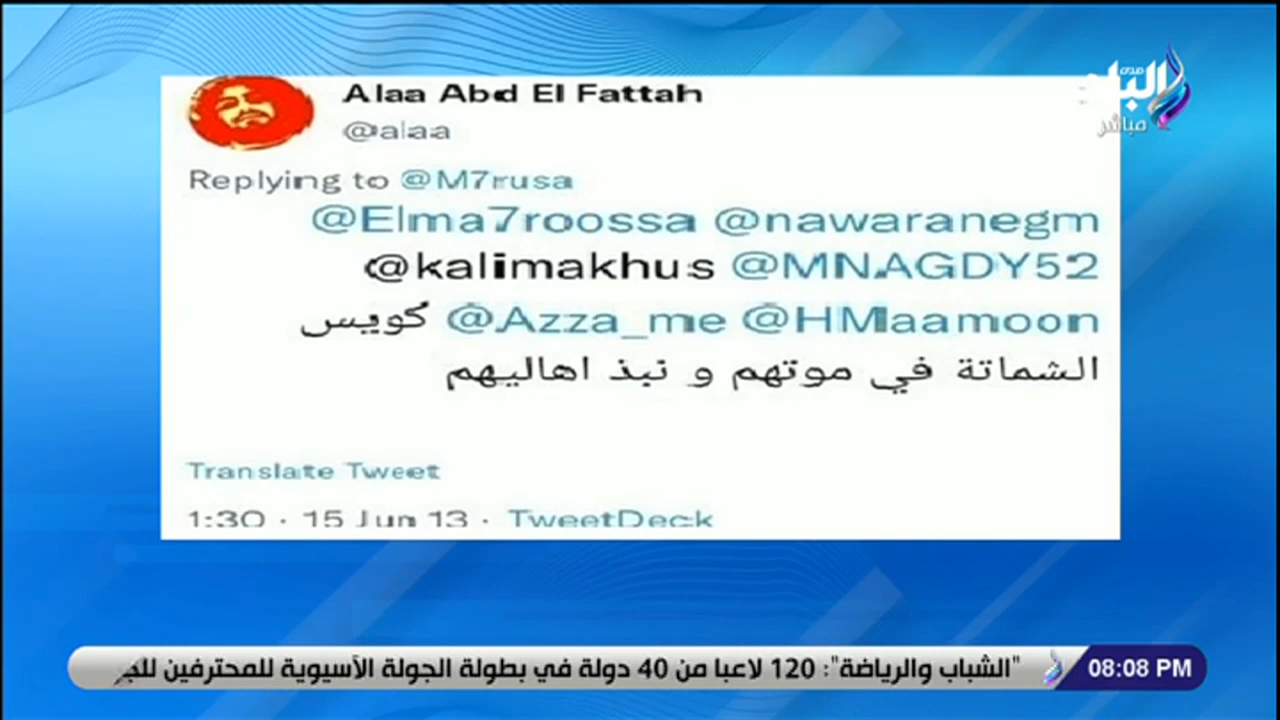 صدى
البلد
مباشر
Alaa Abd El Fattah
@alaa
Replying to @M7rusa
@Elma7roossa @nawaranegm
@kalimakhus @MNAGDY52
@Azza_me @HMaamoon كويس
الشماتة في موتهم و نبذ اهاليهم
Translate Tweet
1:30 · 15 Jun 13 · TweetDeck
"الشباب والرياضة": 120 لاعبا من 40 دولة في بطولة الجولة الآسيوية للمحترفين
08:08 PM